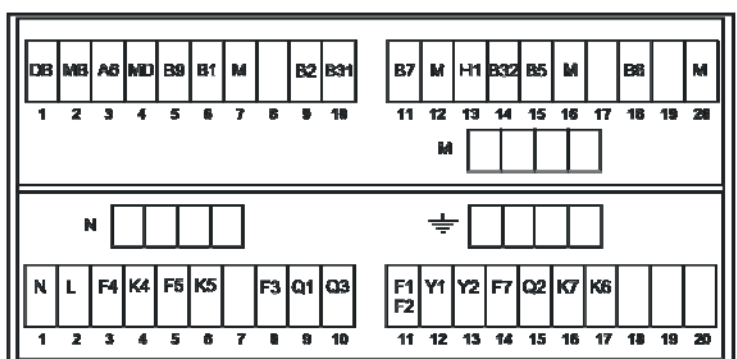 DB MB A6 MD B9 B1 M B2 B31 B7 M H1 B32 B5 M B6 M
1 2 3 4 5 6 7 8 9 10 11 12 13 14 15 16 17 18 19 20
M
N
N L F4 K4 F5 K5 F3 Q1 Q3 F1 Y1 Y2 F7 Q2 K7 K6
F2
1 2 3 4 5 6 7 8 9 10 11 12 13 14 15 16 17 18 19 20